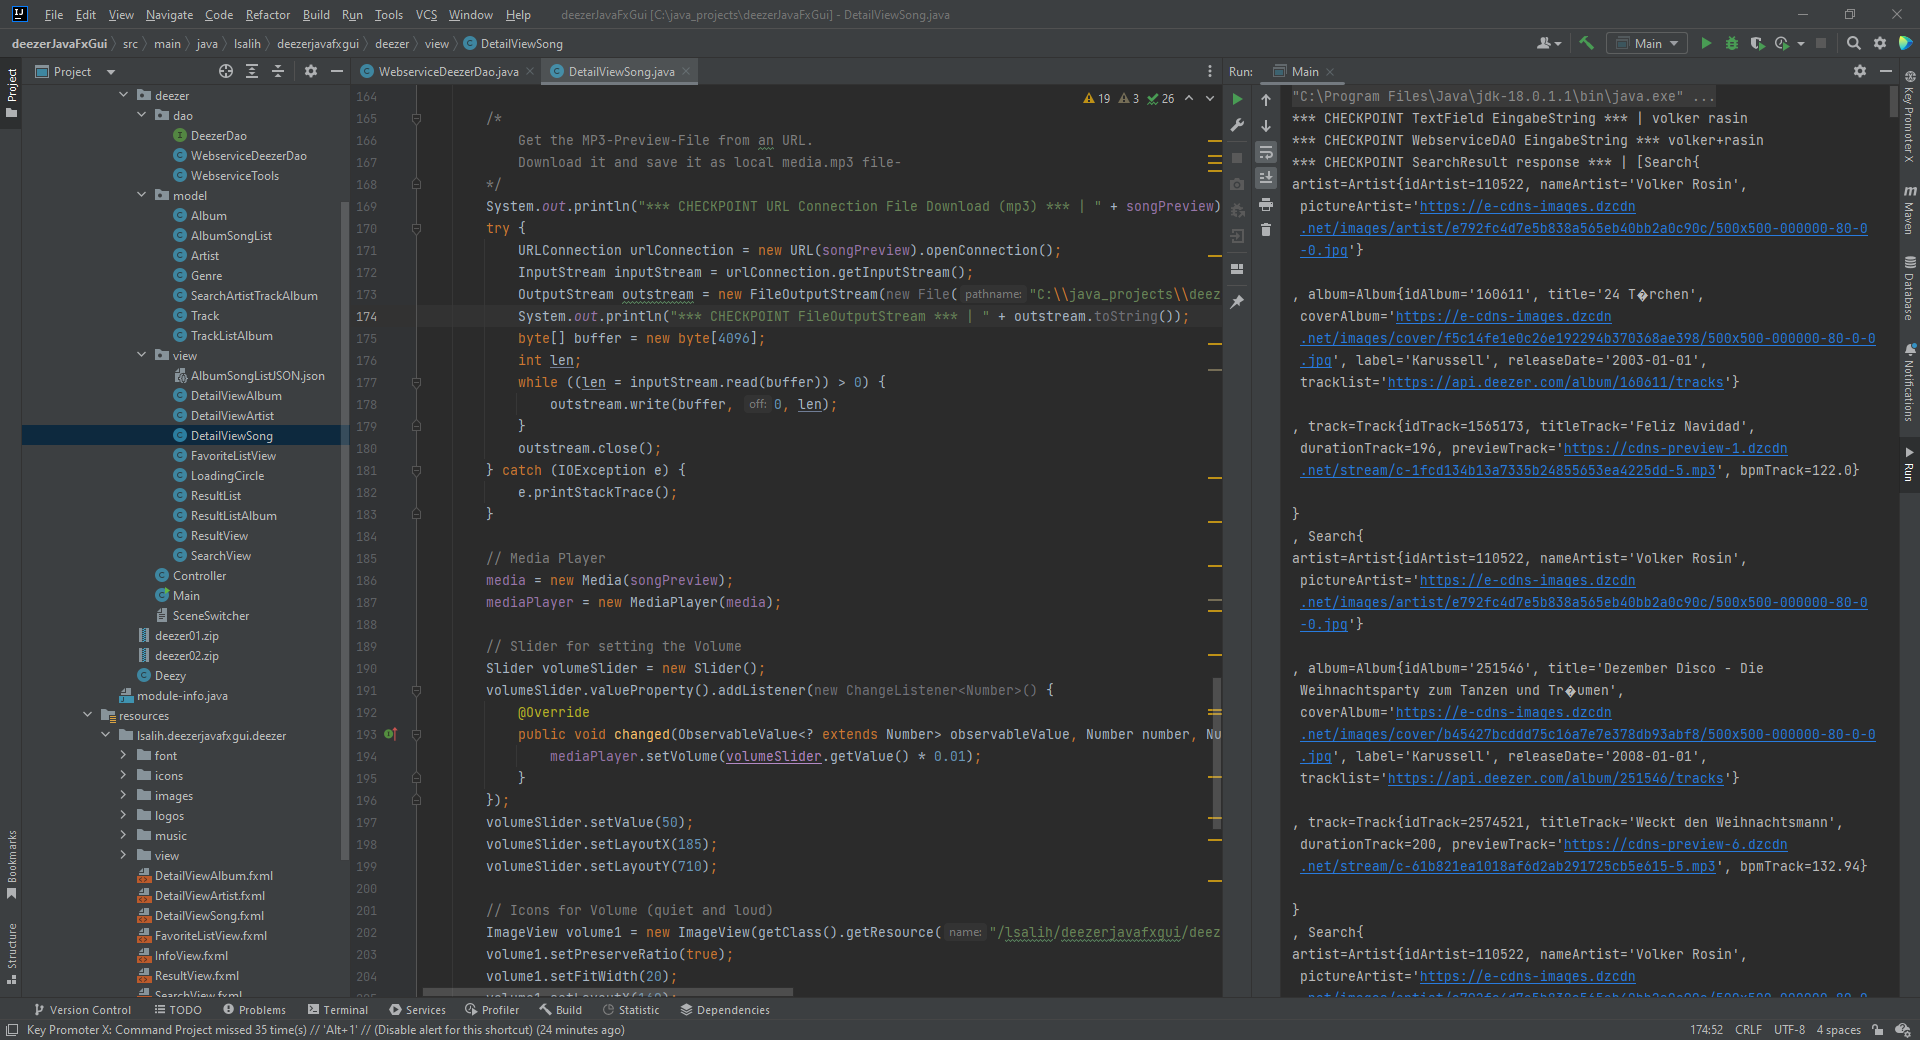 File Edit View Navigate Code Refactor Build Run Tools VCS Window Help deezerJavaFxGui [C:\java_projects\deezerJavaFxGui] - DetailViewSong.java
deezerJavaFxGui src main java lsalih deezerjavafxgui deezer view DetailViewSong Main
Project WebserviceDeezerDao.java DetailViewSong.java Run: Main
Project
deezer
dao
DeezerDao
WebserviceDeezerDao
WebserviceTools
model
Album
AlbumSongList
Artist
Genre
SearchArtistTrackAlbum
Track
TrackListAlbum
view
AlbumSongListJSON.json
DetailViewAlbum
DetailViewArtist
DetailViewSong
FavoriteListView
LoadingCircle
ResultList
ResultListAlbum
ResultView
SearchView
Controller
Main
SceneSwitcher
deezer01.zip
deezer02.zip
Deezy
module-info.java
resources
lsalih.deezerjavafxgui.deezer
font
icons
images
logos
music
view
DetailViewAlbum.fxml
DetailViewArtist.fxml
DetailViewSong.fxml
FavoriteListView.fxml
InfoView.fxml
ResultView.fxml
SearchView.fxml
Bookmarks
Structure
19 3 26
164
165 /*
166 Get the MP3-Preview-File from an URL.
167 Download it and save it as local media.mp3 file-
168 */
169 System.out.println("*** CHECKPOINT URL Connection File Download (mp3) *** | " + songPreview)
170 try {
171 URLConnection urlConnection = new URL(songPreview).openConnection();
172 InputStream inputStream = urlConnection.getInputStream();
173 OutputStream outstream = new FileOutputStream(new File( pathname: "C:\\java_projects\\deez
174 System.out.println("*** CHECKPOINT FileOutputStream *** | " + outstream.toString());
175 byte[] buffer = new byte[4096];
176 int len;
177 while ((len = inputStream.read(buffer)) > 0) {
178 outstream.write(buffer, off: 0, len);
179 }
180 outstream.close();
181 } catch (IOException e) {
182 e.printStackTrace();
183 }
184
185 // Media Player
186 media = new Media(songPreview);
187 mediaPlayer = new MediaPlayer(media);
188
189 // Slider for setting the Volume
190 Slider volumeSlider = new Slider();
191 volumeSlider.valueProperty().addListener(new ChangeListener<Number>() {
192 @Override
193 public void changed(ObservableValue<? extends Number> observableValue, Number number, Nu
194 mediaPlayer.setVolume(volumeSlider.getValue() * 0.01);
195 }
196 });
197 volumeSlider.setValue(50);
198 volumeSlider.setLayoutX(185);
199 volumeSlider.setLayoutY(710);
200
201 // Icons for Volume (quiet and loud)
202 ImageView volume1 = new ImageView(getClass().getResource( name: "/lsalih/deezerjavafxgui/deez
203 volume1.setPreserveRatio(true);
204 volume1.setFitWidth(20);
"C:\Program Files\Java\jdk-18.0.1.1\bin\java.exe" ...
*** CHECKPOINT TextField EingabeString *** | volker rasin
*** CHECKPOINT WebserviceDAO EingabeString *** volker+rasin
*** CHECKPOINT SearchResult response *** | [Search{
artist=Artist{idArtist=110522, nameArtist='Volker Rosin',
pictureArtist='https://e-cdns-images.dzcdn
.net/images/artist/e792fc4d7e5b838a565eb40bb2a0c90c/500x500-000000-80-0
-0.jpg'}
, album=Album{idAlbum='160611', title='24 T�rchen',
coverAlbum='https://e-cdns-images.dzcdn
.net/images/cover/f5c14fe1e0c26e192294b370368ae398/500x500-000000-80-0-0
.jpg', label='Karussell', releaseDate='2003-01-01',
tracklist='https://api.deezer.com/album/160611/tracks'}
, track=Track{idTrack=1565173, titleTrack='Feliz Navidad',
durationTrack=196, previewTrack='https://cdns-preview-1.dzcdn
.net/stream/c-1fcd134b13a7335b24855653ea4225dd-5.mp3', bpmTrack=122.0}
}
, Search{
artist=Artist{idArtist=110522, nameArtist='Volker Rosin',
pictureArtist='https://e-cdns-images.dzcdn
.net/images/artist/e792fc4d7e5b838a565eb40bb2a0c90c/500x500-000000-80-0
-0.jpg'}
, album=Album{idAlbum='251546', title='Dezember Disco - Die
Weihnachtsparty zum Tanzen und Tr�umen',
coverAlbum='https://e-cdns-images.dzcdn
.net/images/cover/b45427bcddd75c16a7e7e378db93abf8/500x500-000000-80-0-0
.jpg', label='Karussell', releaseDate='2008-01-01',
tracklist='https://api.deezer.com/album/251546/tracks'}
, track=Track{idTrack=2574521, titleTrack='Weckt den Weihnachtsmann',
durationTrack=200, previewTrack='https://cdns-preview-6.dzcdn
.net/stream/c-61b821ea1018af6d2ab291725cb5e615-5.mp3', bpmTrack=132.94}
}
, Search{
artist=Artist{idArtist=110522, nameArtist='Volker Rosin',
pictureArtist='https://e-cdns-images.dzcdn
Key Promoter X
Maven
Database
Notifications
Run
Version Control TODO Problems Terminal Services Profiler Build Statistic Dependencies
Key Promoter X: Command Project missed 35 time(s) // 'Alt+1' // (Disable alert for this shortcut) (24 minutes ago) 174:52 CRLF UTF-8 4 spaces